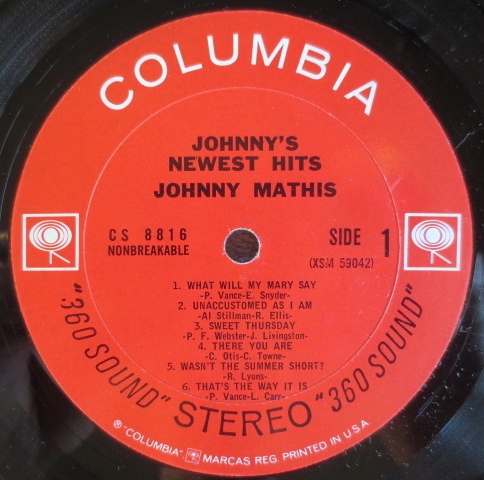 COLUMBIA
JOHNNY'S
NEWEST HITS
JOHNNY MATHIS
CS 8816
NONBREAKABLE
SIDE 1
(XSM 59042)
1. WHAT WILL MY MARY SAY
-P. Vance-E. Snyder-
2. UNACCUSTOMED AS I AM
-Al Stillman-R. Ellis-
3. SWEET THURSDAY
-P. F. Webster-J. Livingston-
4. THERE YOU ARE
-C. Otis-C. Towne-
5. WASN'T THE SUMMER SHORT?
-R. Lyons-
6. THAT'S THE WAY IT IS
-P. Vance-L. Carr-
"360 SOUND" STEREO "360 SOUND"
® "COLUMBIA" MARCAS REG. PRINTED IN U.S.A.